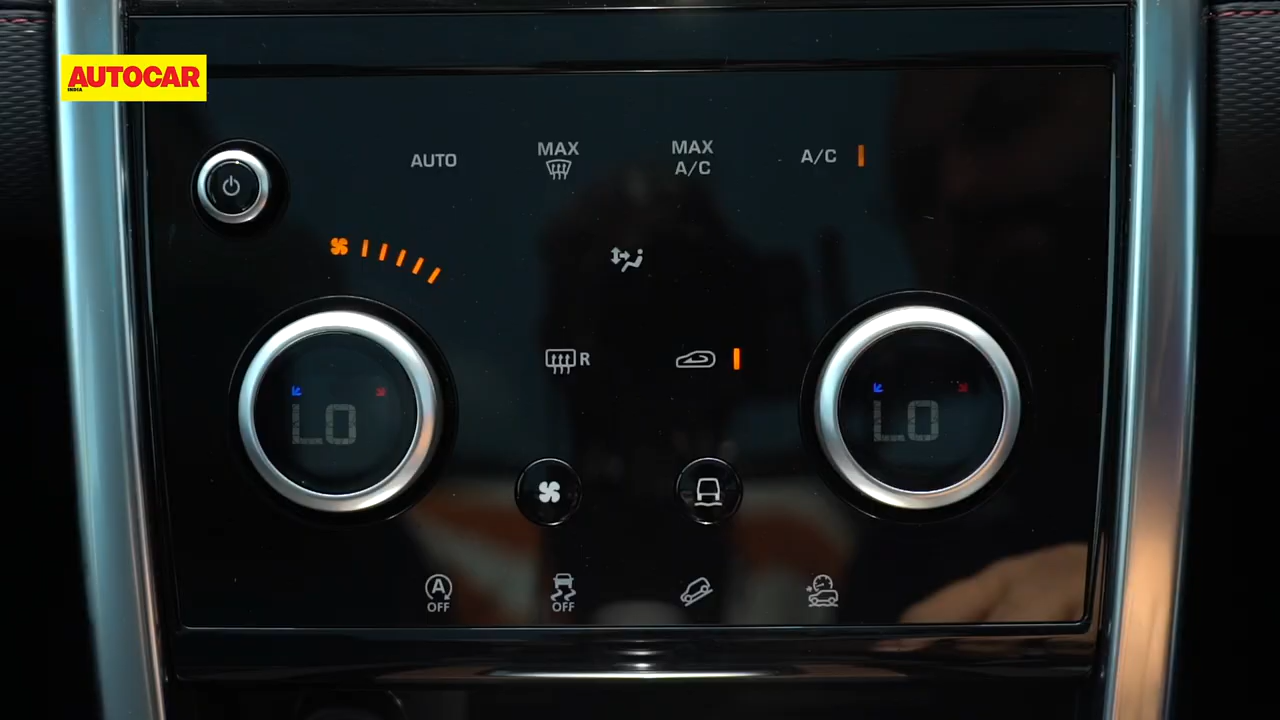 AUTOCAR
INDIA
AUTO
MAX
MAX
A/C
A/C
R
LO
LO
A
OFF
OFF